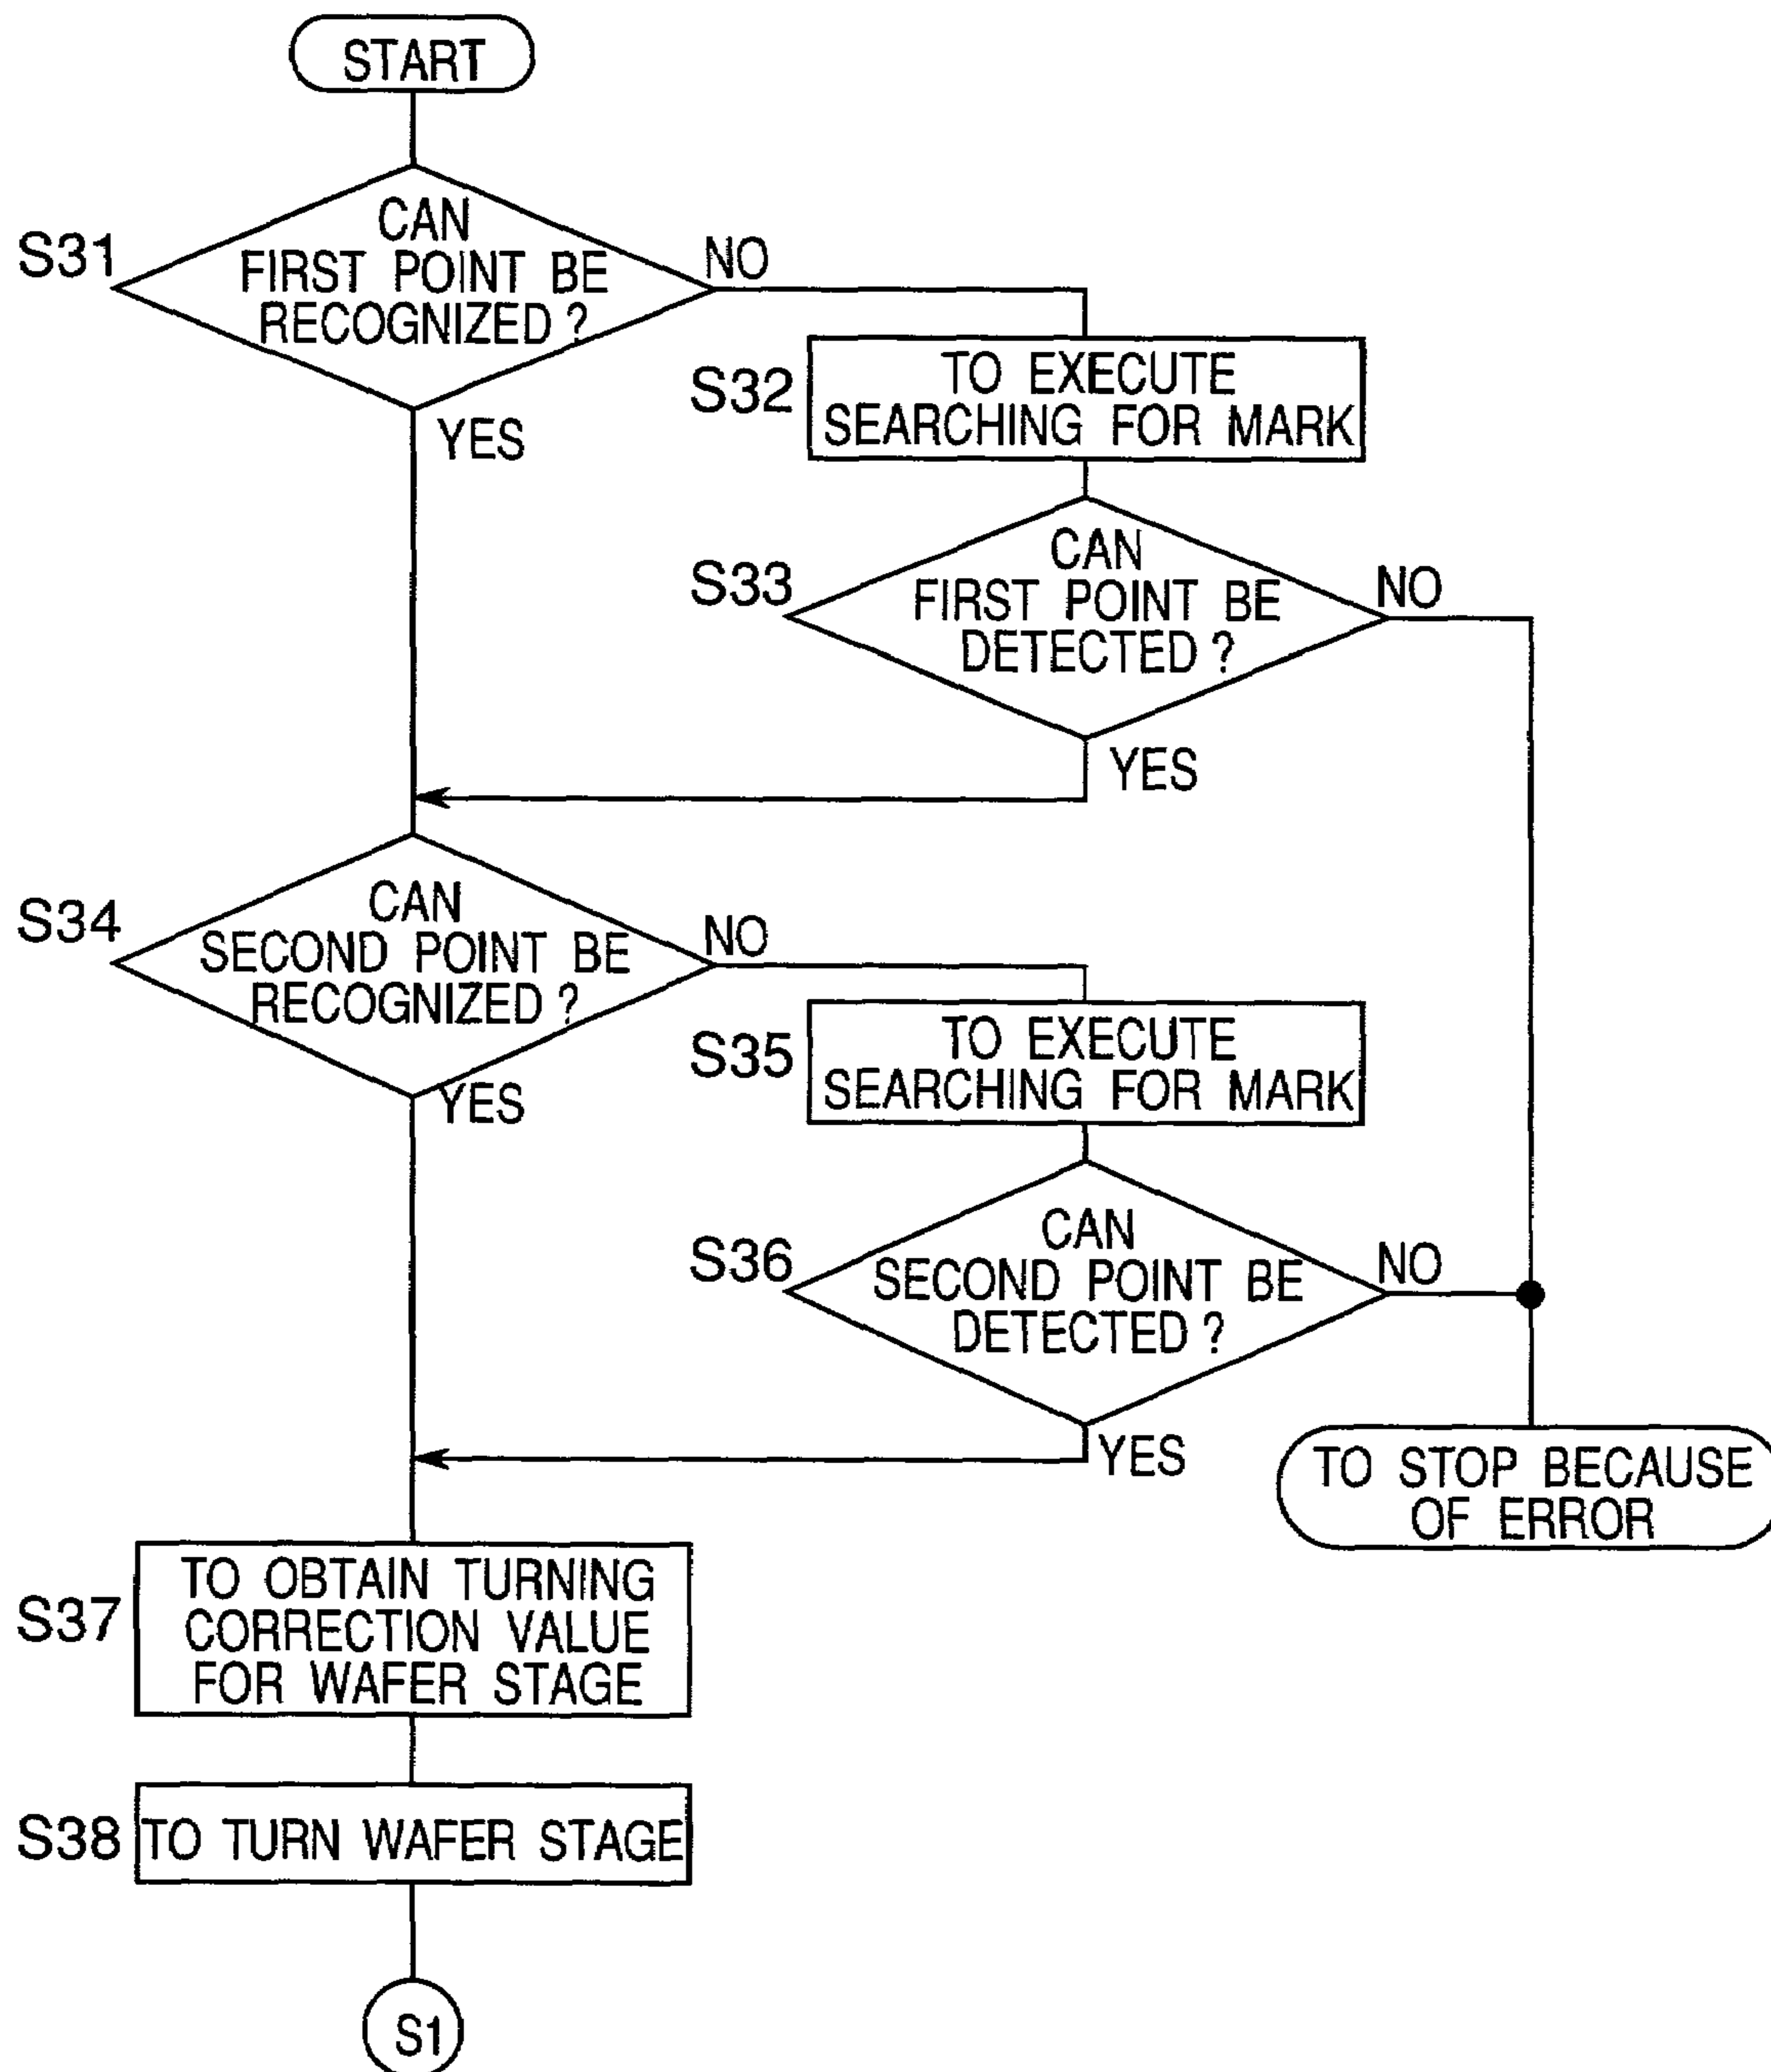 START
S31
CAN
FIRST POINT BE
RECOGNIZED ?
NO
YES
S32
TO EXECUTE
SEARCHING FOR MARK
S33
CAN
FIRST POINT BE
DETECTED ?
NO
YES
S34
CAN
SECOND POINT BE
RECOGNIZED ?
NO
YES
S35
TO EXECUTE
SEARCHING FOR MARK
S36
CAN
SECOND POINT BE
DETECTED ?
NO
YES
TO STOP BECAUSE
OF ERROR
S37
TO OBTAIN TURNING
CORRECTION VALUE
FOR WAFER STAGE
S38
TO TURN WAFER STAGE
S1